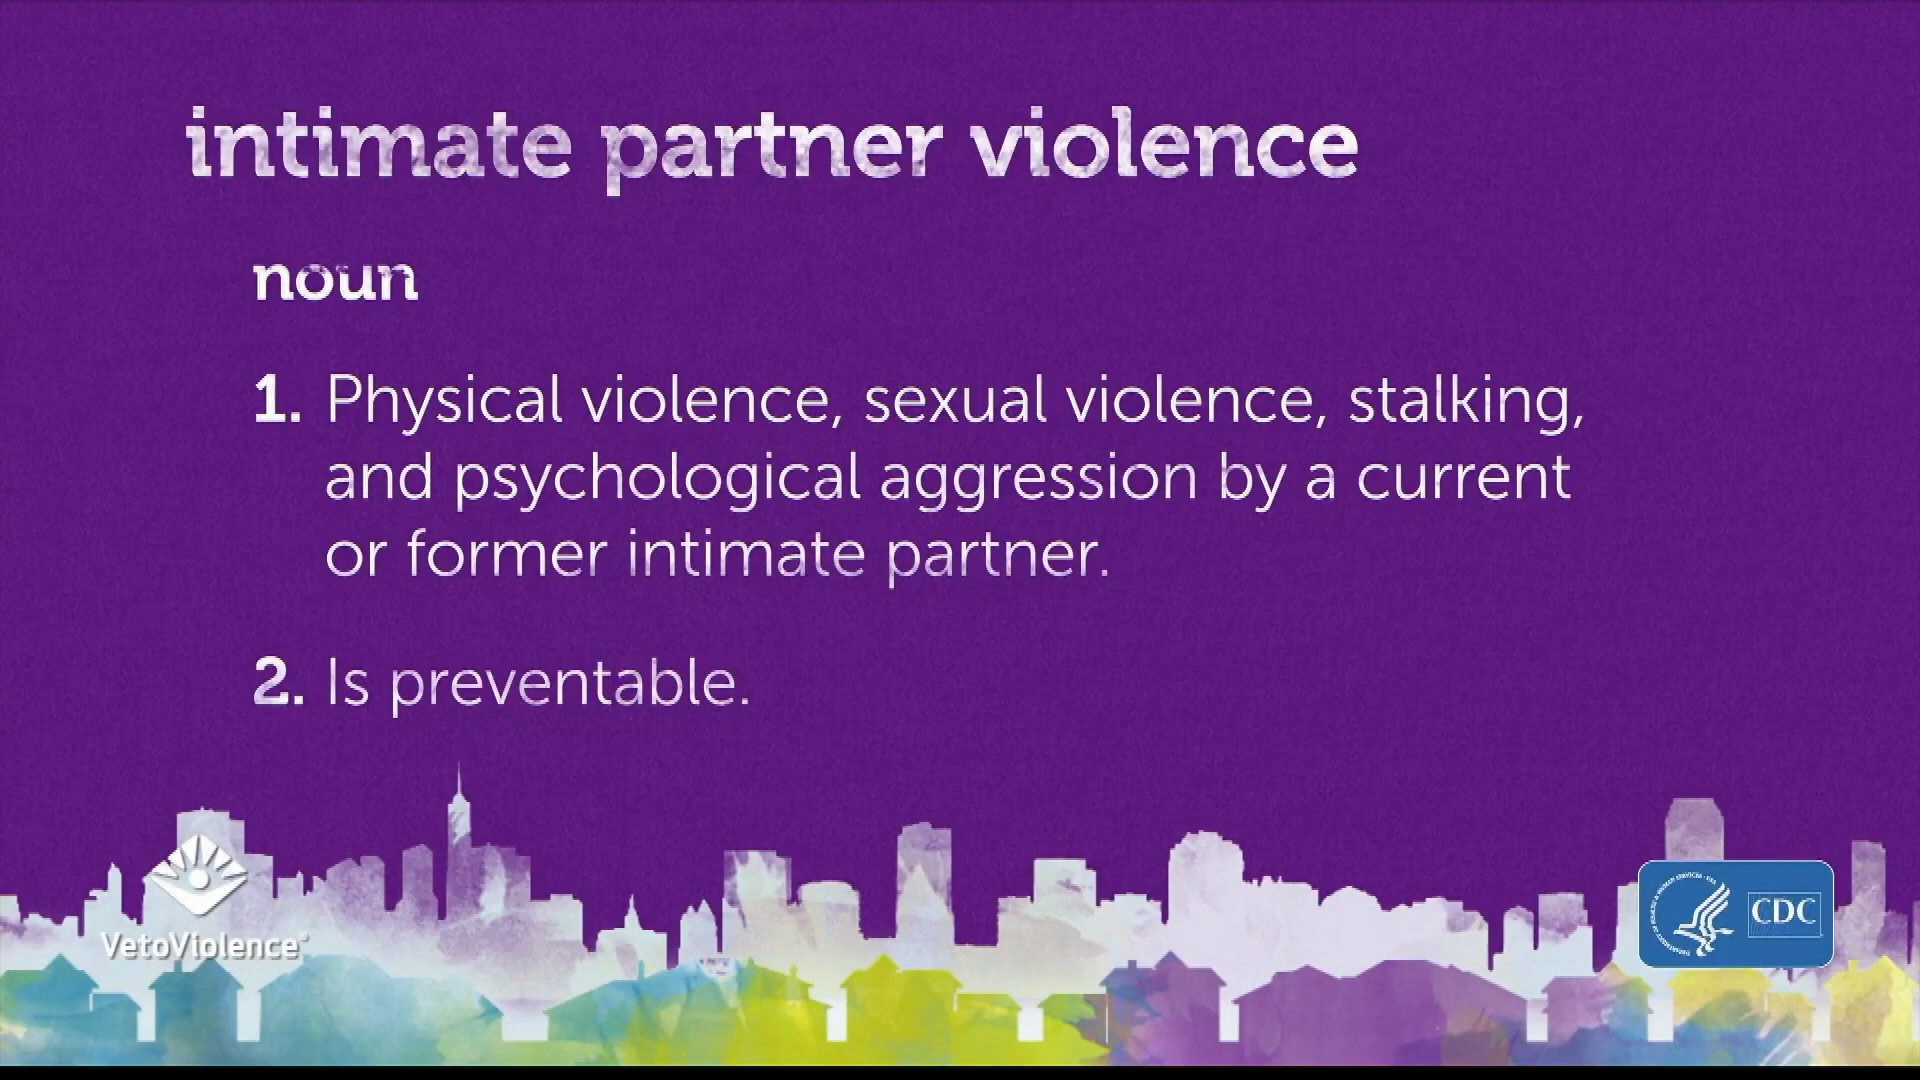 intimate partner violence
noun
1. Physical violence, sexual violence, stalking,
and psychological aggression by a current
or former intimate partner.
2. Is preventable.
VetoViolence®
CDC